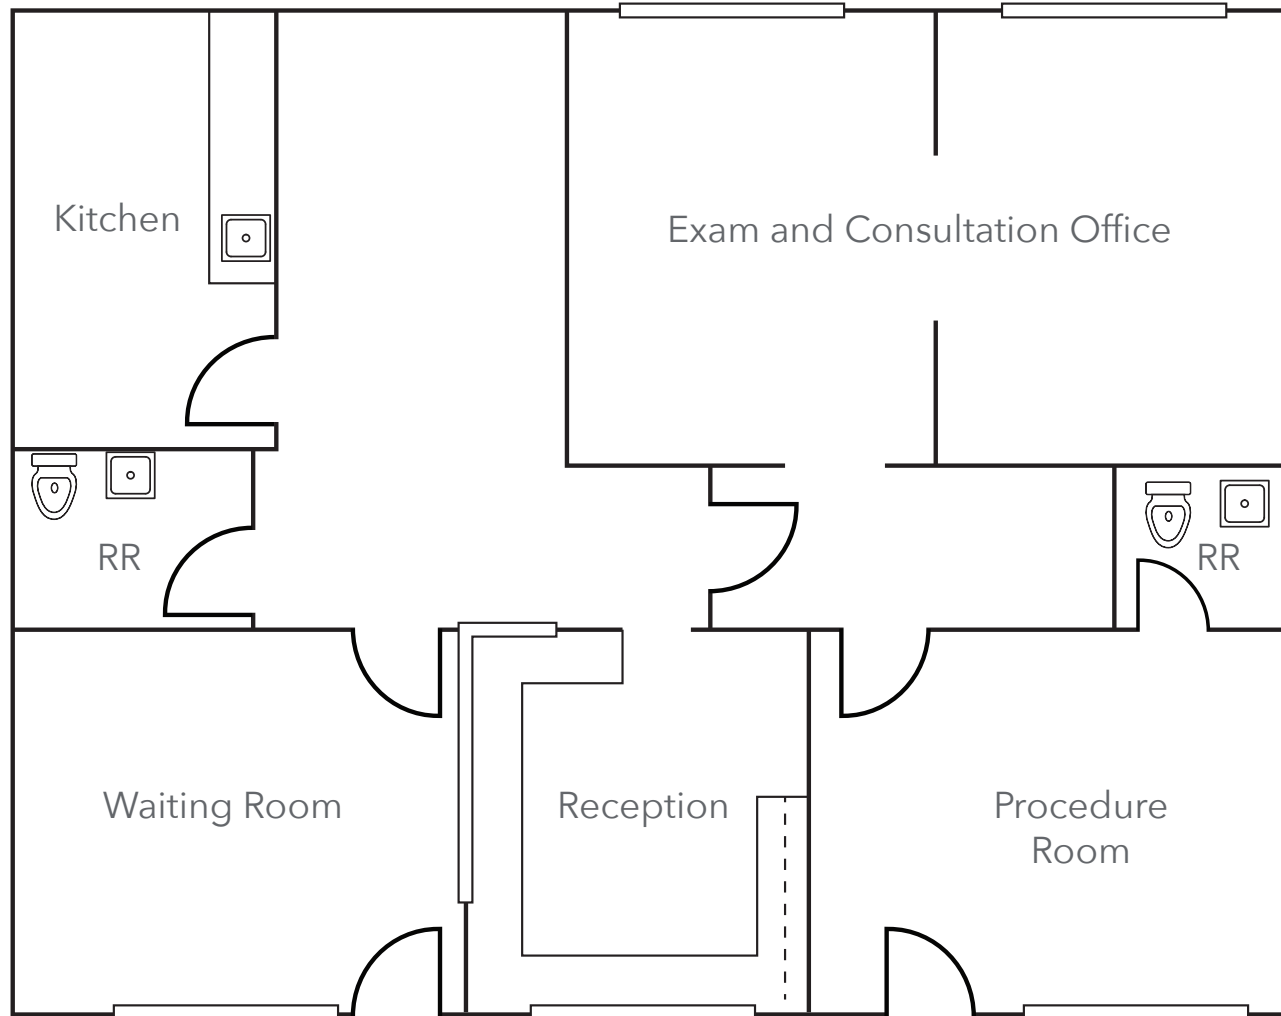 Kitchen
Exam and Consultation Office
RR
RR
Waiting Room
Reception
Procedure
Room